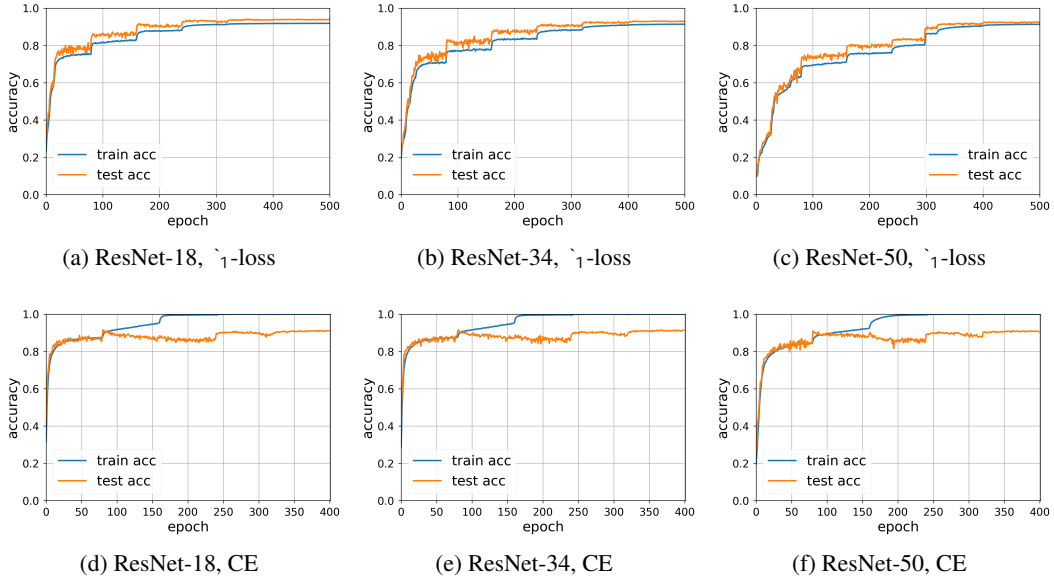 1.0
0.8
0.6
0.4
0.2
0.0
accuracy
train acc
test acc
0 100 200 300 400 500
epoch
(a) ResNet-18, `1-loss
1.0
0.8
0.6
0.4
0.2
0.0
accuracy
train acc
test acc
0 100 200 300 400 500
epoch
(b) ResNet-34, `1-loss
1.0
0.8
0.6
0.4
0.2
0.0
accuracy
train acc
test acc
0 100 200 300 400 500
epoch
(c) ResNet-50, `1-loss
1.0
0.8
0.6
0.4
0.2
0.0
accuracy
train acc
test acc
0 50 100 150 200 250 300 350 400
epoch
(d) ResNet-18, CE
1.0
0.8
0.6
0.4
0.2
0.0
accuracy
train acc
test acc
0 50 100 150 200 250 300 350 400
epoch
(e) ResNet-34, CE
1.0
0.8
0.6
0.4
0.2
0.0
accuracy
train acc
test acc
0 50 100 150 200 250 300 350 400
epoch
(f) ResNet-50, CE